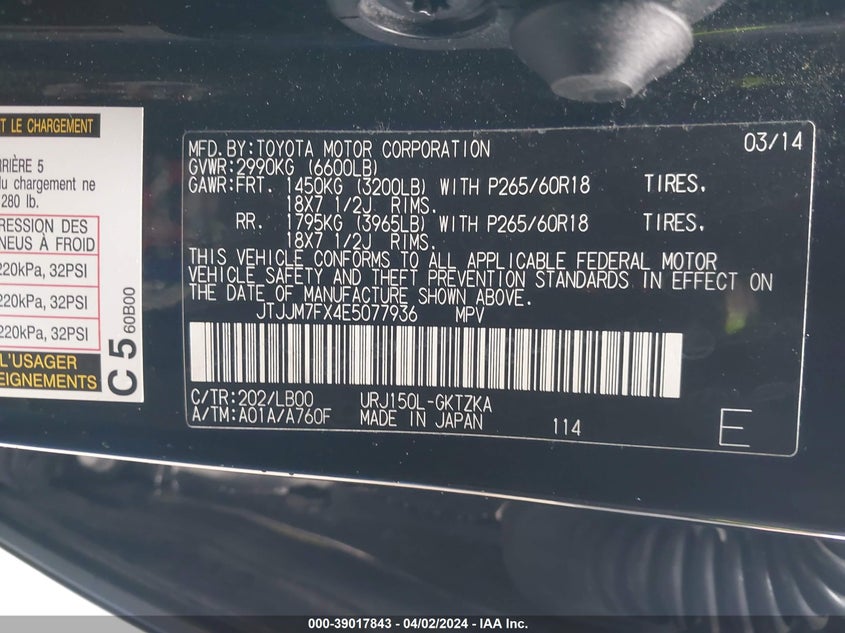 T LE CHARGEMENT
RIÈRE 5
du chargement ne
280 lb.
RESSION DES
NEUS À FROID
220kPa, 32PSI
220kPa, 32PSI
220kPa, 32PSI
L'USAGER
EIGNEMENTS
C 5 60B00
MFD.BY:TOYOTA MOTOR CORPORATION 03/14
GVWR:2990KG (6600LB)
GAWR:FRT. 1450KG (3200LB) WITH P265/60R18 TIRES.
18X7 1/2J RIMS.
RR. 1795KG (3965LB) WITH P265/60R18 TIRES.
18X7 1/2J RIMS.
THIS VEHICLE CONFORMS TO ALL APPLICABLE FEDERAL MOTOR
VEHICLE SAFETY AND THEFT PREVENTION STANDARDS IN EFFECT ON
THE DATE OF MANUFACTURE SHOWN ABOVE.
JTJJM7FX4E5077936 MPV
C/TR:202/LB00 URJ150L-GKTZKA
A/TM:A01A/A760F MADE IN JAPAN 114 E
000-39017843 - 04/02/2024 - IAA Inc.